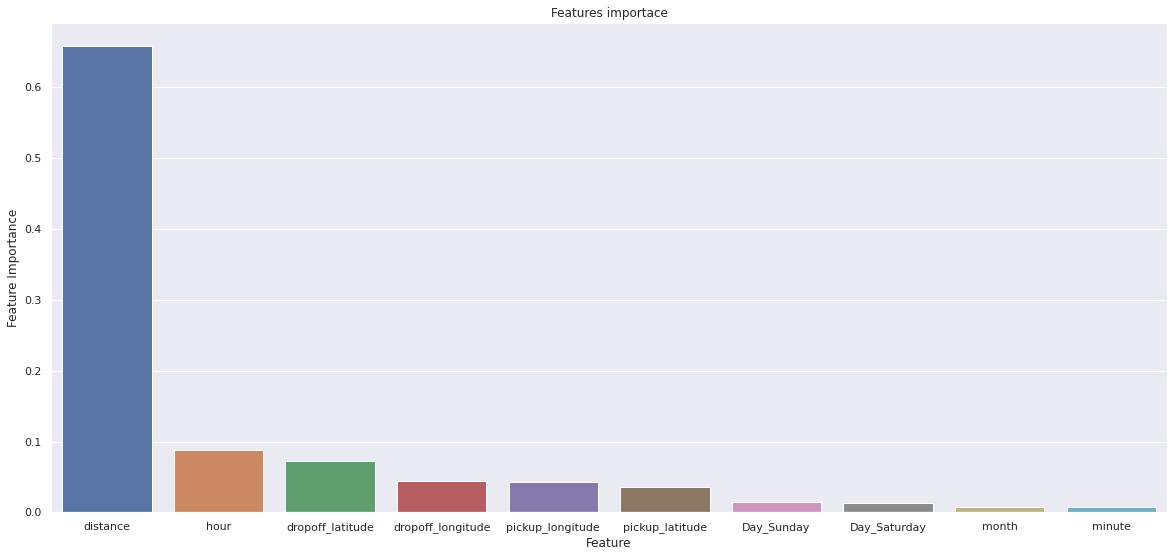 Features importace
Feature Importance
0.6
0.5
0.4
0.3
0.2
0.1
0.0
distance hour dropoff_latitude dropoff_longitude pickup_longitude pickup_latitude Day_Sunday Day_Saturday month minute
Feature